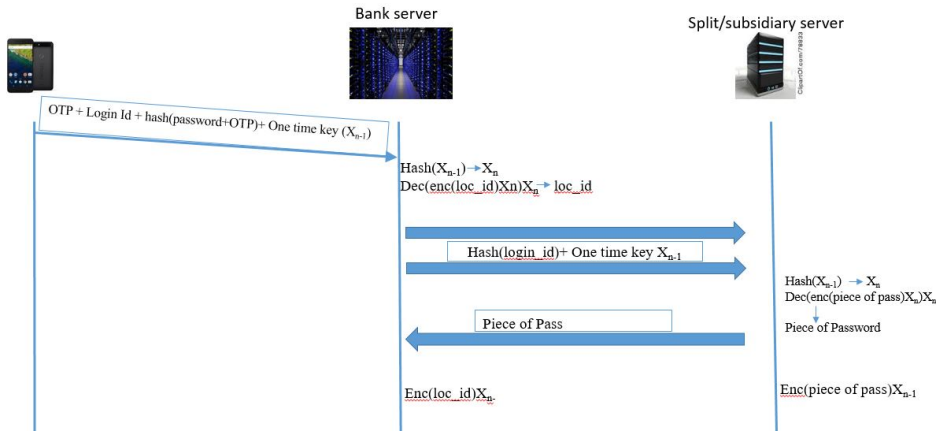 Bank server
Split/subsidiary server
ClipartOf.com/78833
OTP + Login Id + hash(password+OTP)+ One time key (Xn-1)
Hash(Xn-1)→Xn
Dec(enc(loc_id)Xn)Xn→ loc_id
Hash(login_id)+ One time key Xn-1
Hash(Xn-1) → Xn
Dec(enc(piece of pass)Xn)Xn
Piece of Password
Piece of Pass
Enc(loc_id)Xn-
Enc(piece of pass)Xn-1